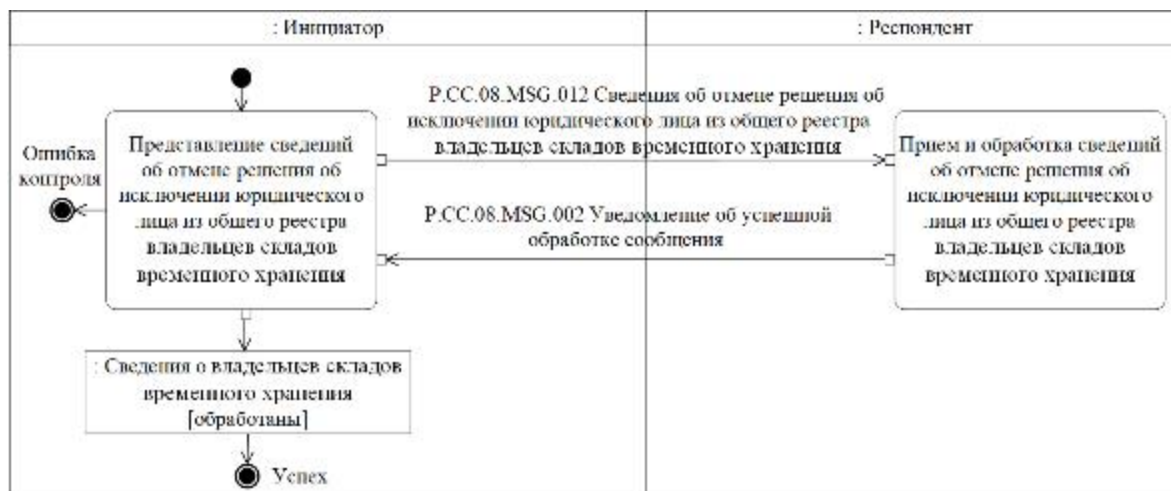 : Инициатор
: Респондент
P.CC.08.MSG.012 Сведения об отмене решения об
исключении юридического лица из общего реестра
владельцев складов временного хранения
Ошибка
контроля
Представление сведений
об отмене решения об
исключении юридического
лица из общего реестра
владельцев складов
временного хранения
Прием и обработка сведений
об отмене решения об
исключении юридического
лица из общего реестра
владельцев складов
временного хранения
P.CC.08.MSG.002 Уведомление об успешной
обработке сообщения
: Сведения о владельцев складов
временного хранения
[обработаны]
Успех